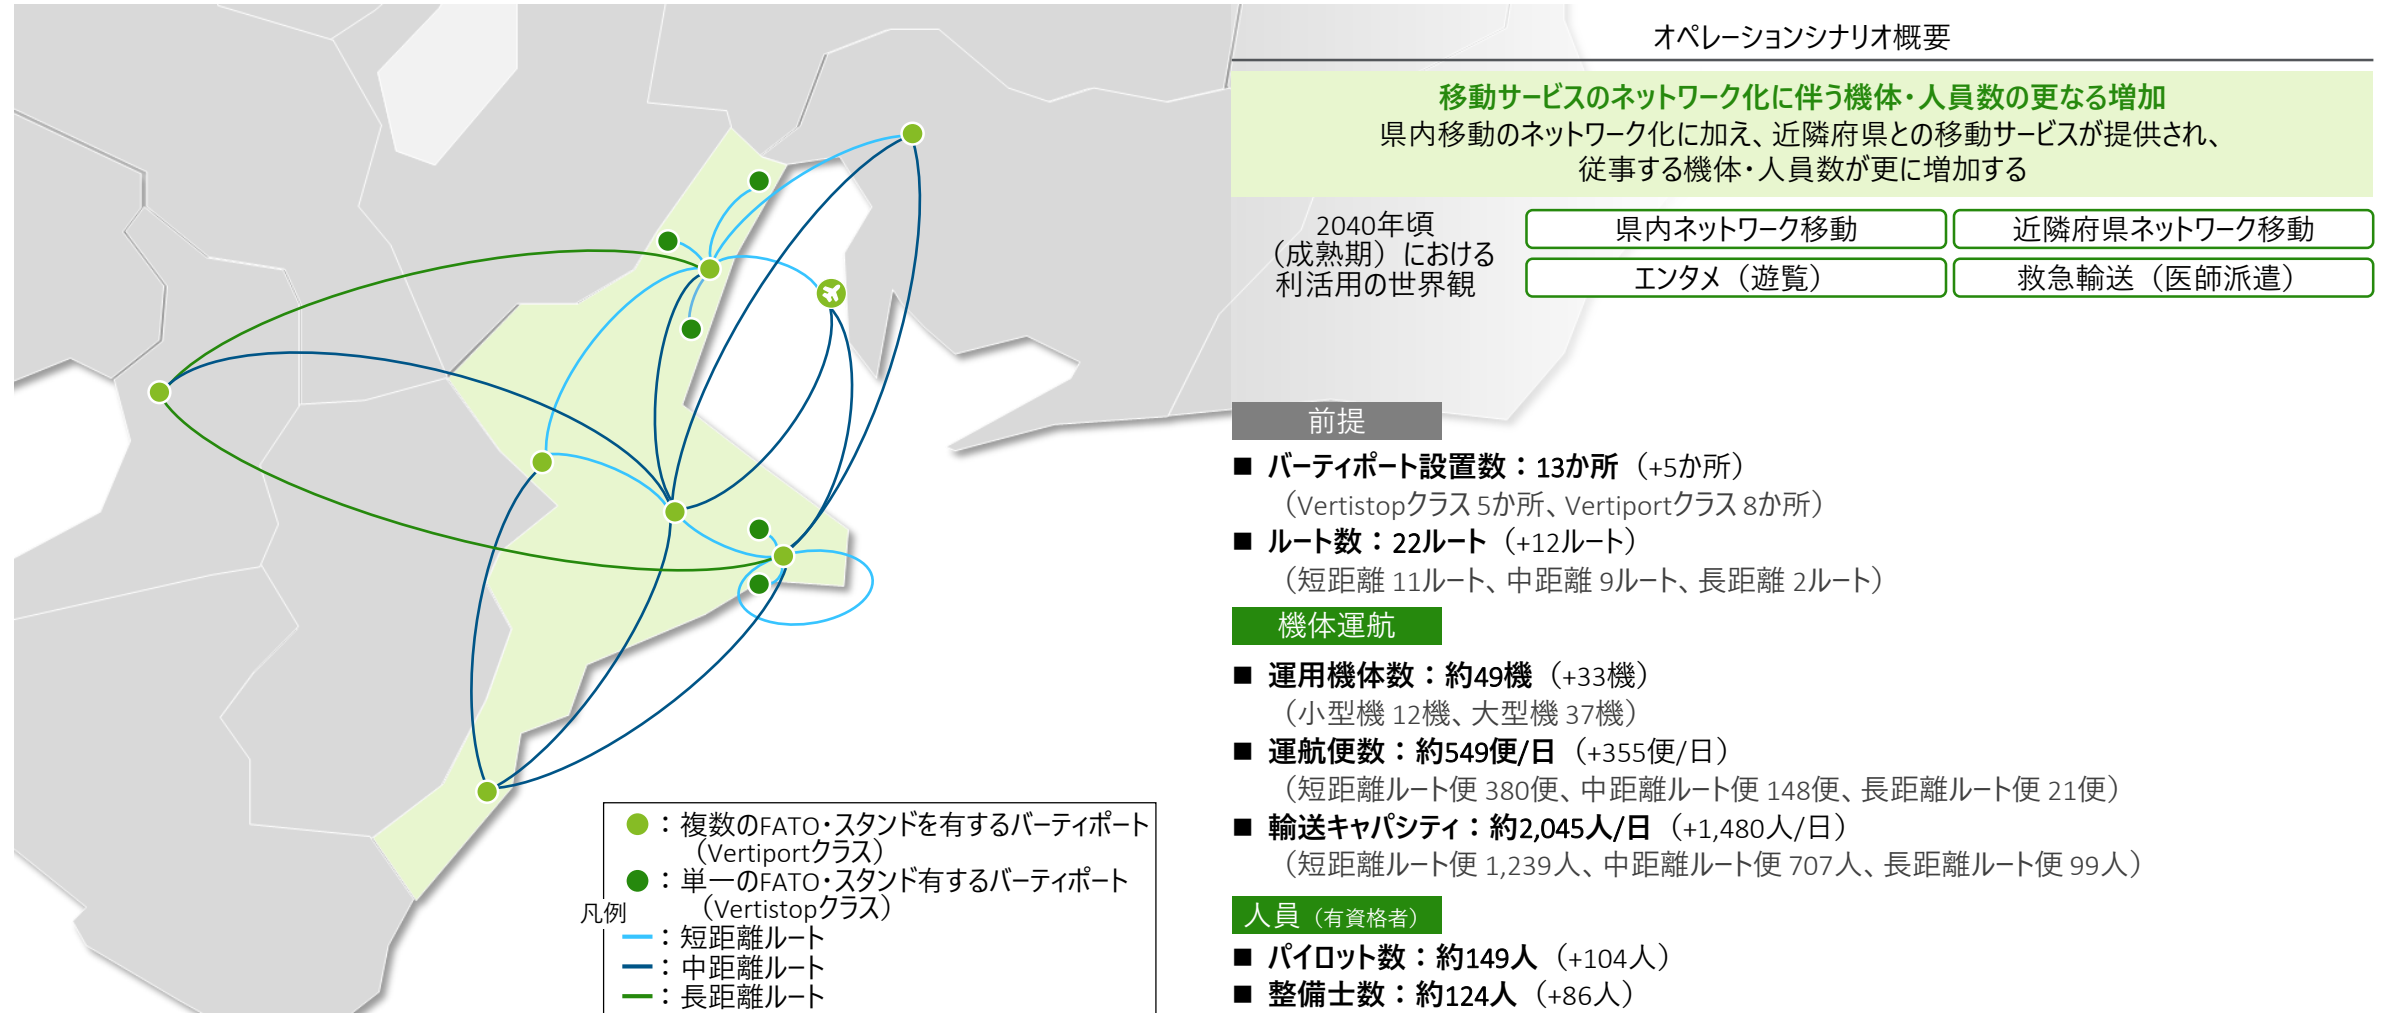 オペレーションシナリオ概要
移動サービスのネットワーク化に伴う機体・人員数の更なる増加
県内移動のネットワーク化に加え、近隣府県との移動サービスが提供され、
従事する機体・人員数が更に増加する
2040年頃
（成熟期）における
利活用の世界観
県内ネットワーク移動
近隣府県ネットワーク移動
エンタメ（遊覧）
救急輸送（医師派遣）
前提
■ バーティポート設置数：13か所（+5か所）
（Vertistopクラス 5か所、Vertiportクラス 8か所）
■ ルート数：22ルート（+12ルート）
（短距離 11ルート、中距離 9ルート、長距離 2ルート）
機体運航
■ 運用機体数：約49機（+33機）
（小型機 12機、大型機 37機）
■ 運航便数：約549便/日（+355便/日）
（短距離ルート便 380便、中距離ルート便 148便、長距離ルート便 21便）
■ 輸送キャパシティ：約2,045人/日（+1,480人/日）
（短距離ルート便 1,239人、中距離ルート便 707人、長距離ルート便 99人）
人員（有資格者）
■ パイロット数：約149人（+104人）
■ 整備士数：約124人（+86人）
凡例
：複数のFATO・スタンドを有するバーティポート
（Vertiportクラス）
：単一のFATO・スタンド有するバーティポート
（Vertistopクラス）
：短距離ルート
：中距離ルート
：長距離ルート